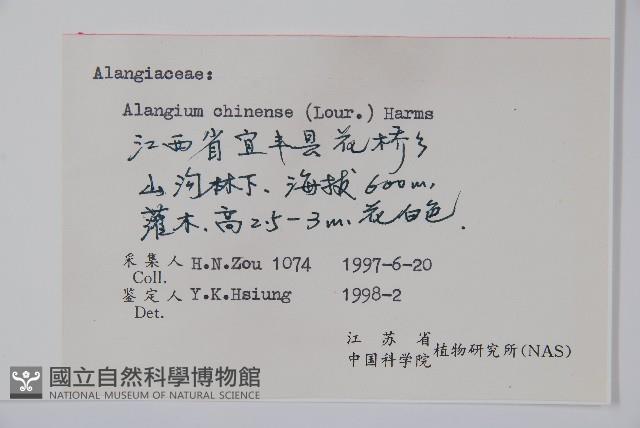 Alangiaceae:
Alangium chinense (Lour.) Harms
江西省宜丰县花桥乡
山沟林下、海拔600m,
灌木、高2.5-3m、花白色.
采集人 H.N.Zou 1074 1997-6-20
Coll.
鉴定人 Y.K.Hsiung 1998-2
Det.
江苏省
中国科学院 植物研究所(NAS)
國立自然科學博物館
NATIONAL MUSEUM OF NATURAL SCIENCE